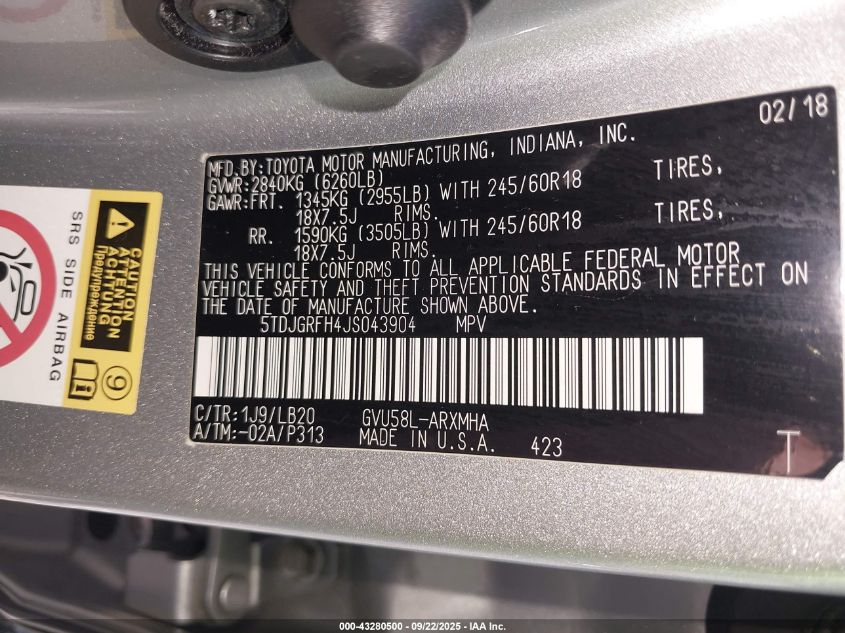 02/18
MFD.BY:TOYOTA MOTOR MANUFACTURING, INDIANA, INC.
GVWR:2840KG (6260LB)
GAWR:FRT. 1345KG (2955LB) WITH 245/60R18 TIRES,
18X7.5J RIMS.
RR. 1590KG (3505LB) WITH 245/60R18 TIRES,
18X7.5J RIMS.
THIS VEHICLE CONFORMS TO ALL APPLICABLE FEDERAL MOTOR
VEHICLE SAFETY AND THEFT PREVENTION STANDARDS IN EFFECT ON
THE DATE OF MANUFACTURE SHOWN ABOVE.
5TDJGRFH4JS043904 MPV
C/TR:1J9/LB20 GVU58L-ARXMHA
A/TM:-02A/P313 MADE IN U.S.A. 423
T
CAUTION
ATTENTION
ACHTUNG
Предупреждение
SRS SIDE AIRBAG
9
000-43280500 - 09/22/2025 - IAA Inc.